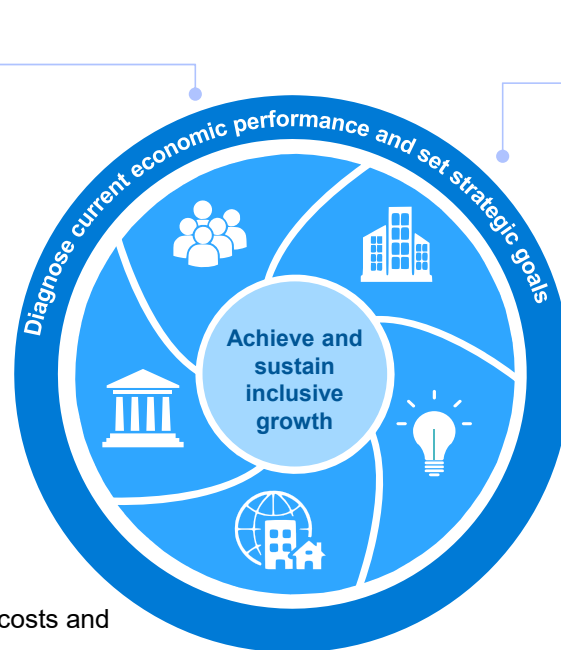 Diagnose current economic performance and set strategic goals
Achieve and
sustain
inclusive
growth
costs and